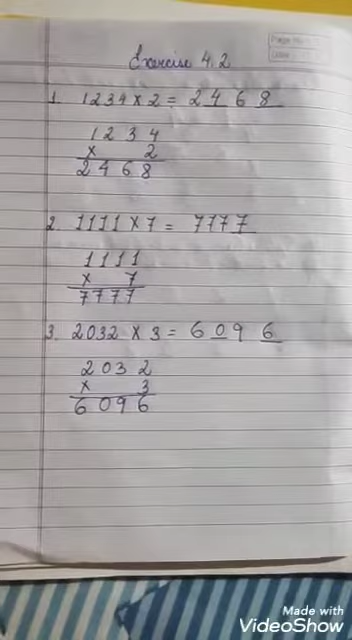 Exercise 4.2
1. 1234 x 2 = 2468
1234
x 2
2468
2. 1111 x 7 = 7777
1111
x 7
7777
3. 2032 x 3 = 6096
2032
x 3
6096
Made with
VideoShow